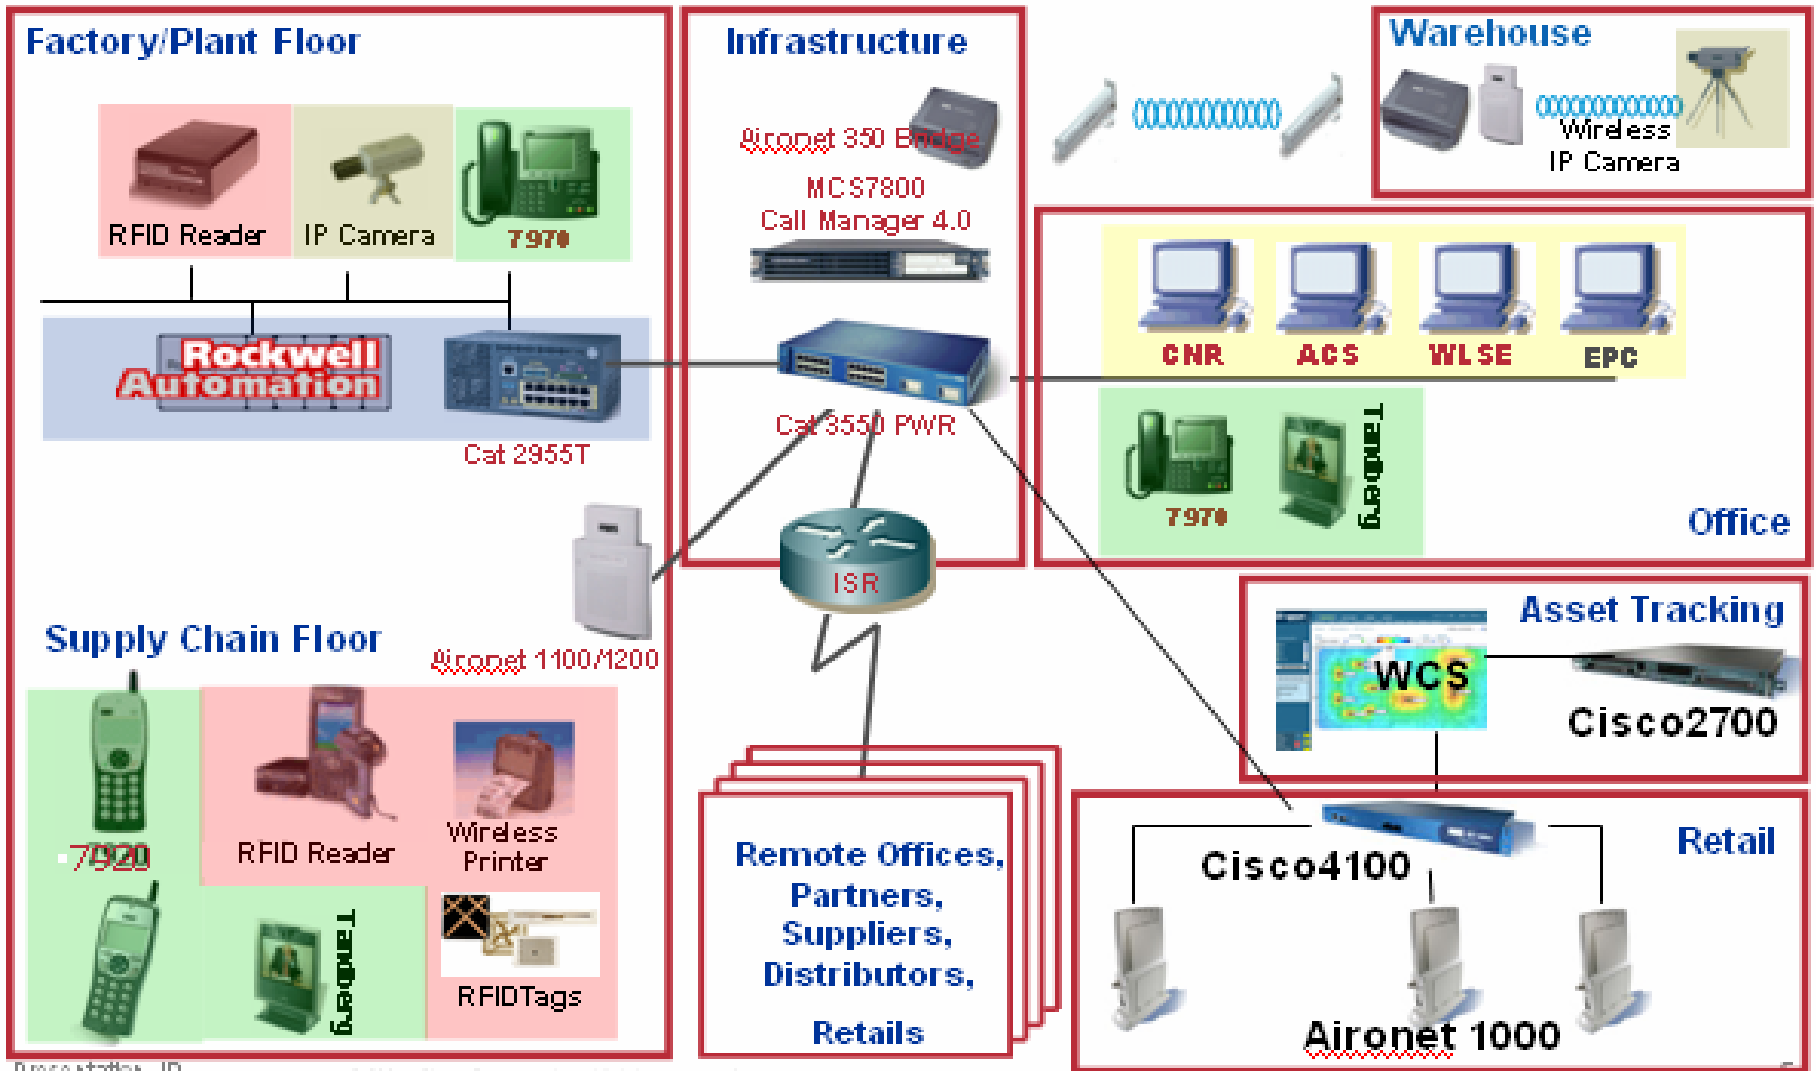 Factory/Plant Floor
RFID Reader
IP Camera
7970
Rockwell
Automation
Cat 2955T
Aironet 1100/1200
Supply Chain Floor
7920
RFID Reader
Wireless
Printer
Tandberg
RFIDTags
Infrastructure
Aironet 350 Bridge
MCS7800
Call Manager 4.0
Cat 3550 PWR
ISR
Remote Offices,
Partners,
Suppliers,
Distributors,
Retails
Warehouse
Wireless
IP Camera
CNR
ACS
WLSE
EPC
7970
Tandberg
Office
Asset Tracking
WCS
Cisco2700
Retail
Cisco4100
Aironet 1000